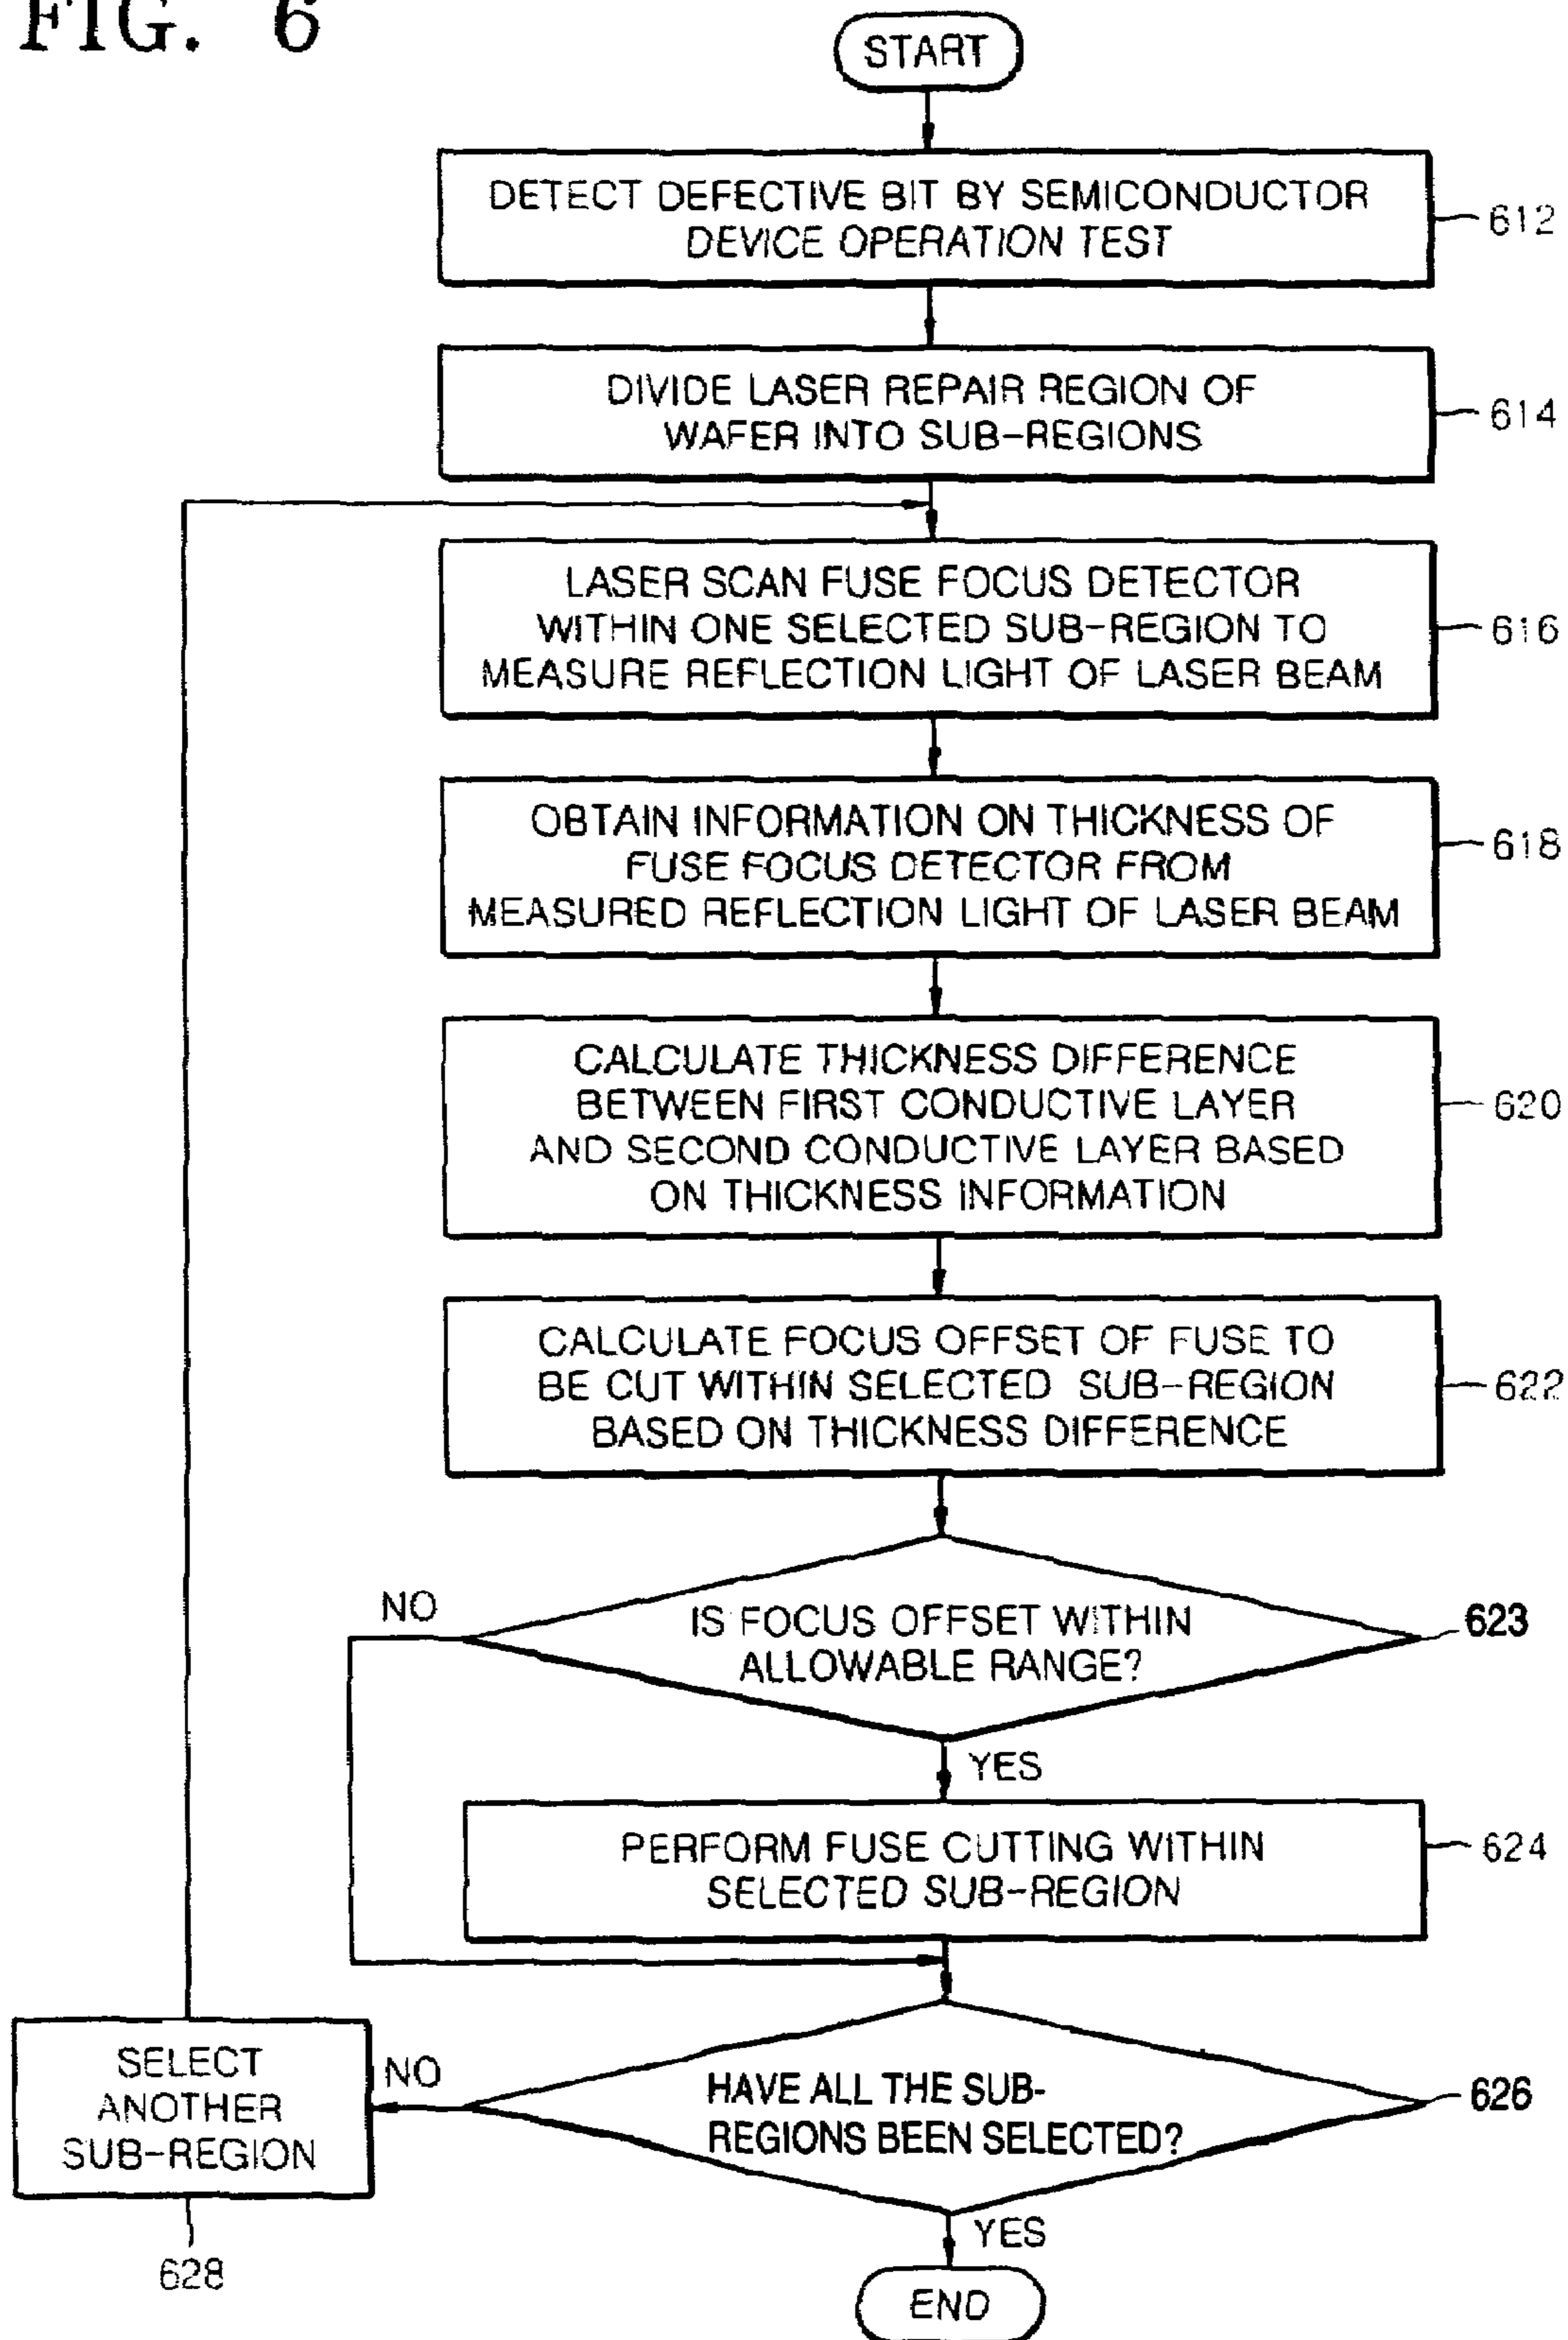 FIG. 6
START
DETECT DEFECTIVE BIT BY SEMICONDUCTOR
DEVICE OPERATION TEST
612
DIVIDE LASER REPAIR REGION OF
WAFER INTO SUB-REGIONS
614
LASER SCAN FUSE FOCUS DETECTOR
WITHIN ONE SELECTED SUB-REGION TO
MEASURE REFLECTION LIGHT OF LASER BEAM
616
OBTAIN INFORMATION ON THICKNESS OF
FUSE FOCUS DETECTOR FROM
MEASURED REFLECTION LIGHT OF LASER BEAM
618
CALCULATE THICKNESS DIFFERENCE
BETWEEN FIRST CONDUCTIVE LAYER
AND SECOND CONDUCTIVE LAYER BASED
ON THICKNESS INFORMATION
620
CALCULATE FOCUS OFFSET OF FUSE TO
BE CUT WITHIN SELECTED SUB-REGION
BASED ON THICKNESS DIFFERENCE
622
NO
IS FOCUS OFFSET WITHIN
ALLOWABLE RANGE?
623
YES
PERFORM FUSE CUTTING WITHIN
SELECTED SUB-REGION
624
SELECT
ANOTHER
SUB-REGION
NO
HAVE ALL THE SUB-
REGIONS BEEN SELECTED?
626
YES
628
END